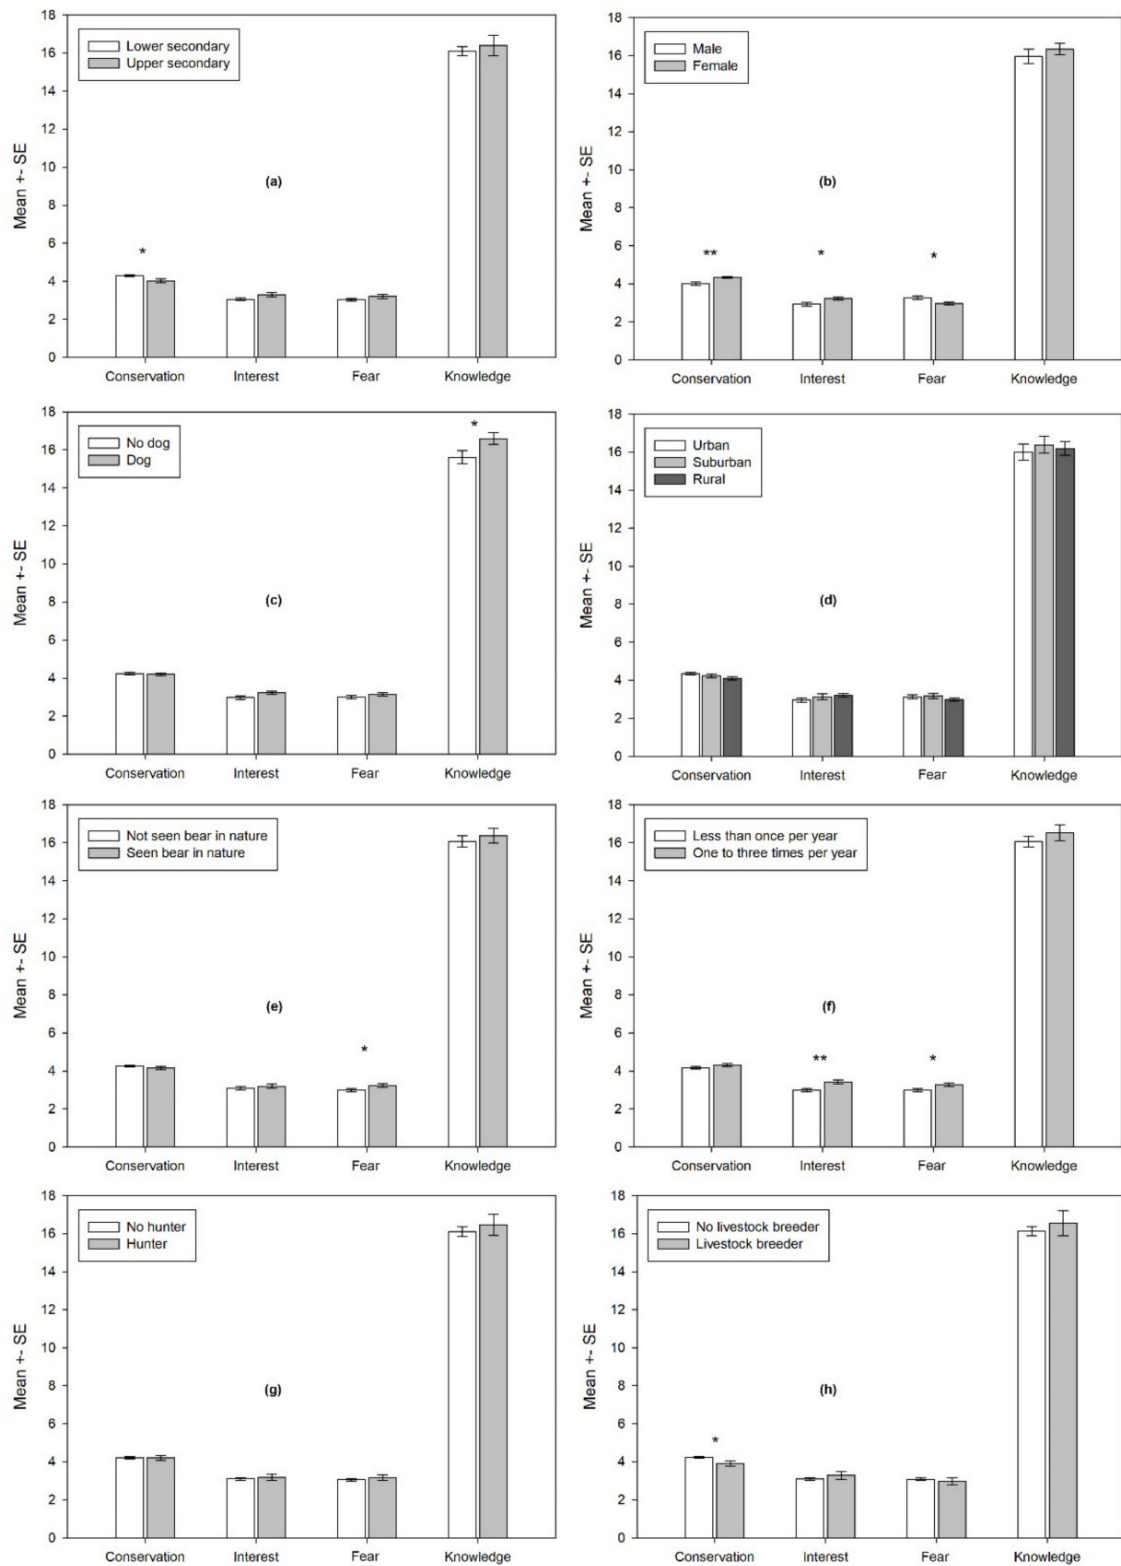 Lower secondary
Upper secondary
Mean +- SE
18
16
14
12
10
8
6
4
2
0
(a)
*
Conservation Interest Fear Knowledge
Male
Female
Mean +- SE
18
16
14
12
10
8
6
4
2
0
(b)
** * *
Conservation Interest Fear Knowledge
No dog
Dog
Mean +- SE
18
16
14
12
10
8
6
4
2
0
*
(c)
Conservation Interest Fear Knowledge
Urban
Suburban
Rural
Mean +- SE
18
16
14
12
10
8
6
4
2
0
(d)
Conservation Interest Fear Knowledge
Not seen bear in nature
Seen bear in nature
Mean +- SE
18
16
14
12
10
8
6
4
2
0
(e)
*
Conservation Interest Fear Knowledge
Less than once per year
One to three times per year
Mean +- SE
18
16
14
12
10
8
6
4
2
0
(f)
** *
Conservation Interest Fear Knowledge
No hunter
Hunter
Mean +- SE
18
16
14
12
10
8
6
4
2
0
(g)
Conservation Interest Fear Knowledge
No livestock breeder
Livestock breeder
Mean +- SE
18
16
14
12
10
8
6
4
2
0
(h)
*
Conservation Interest Fear Knowledge